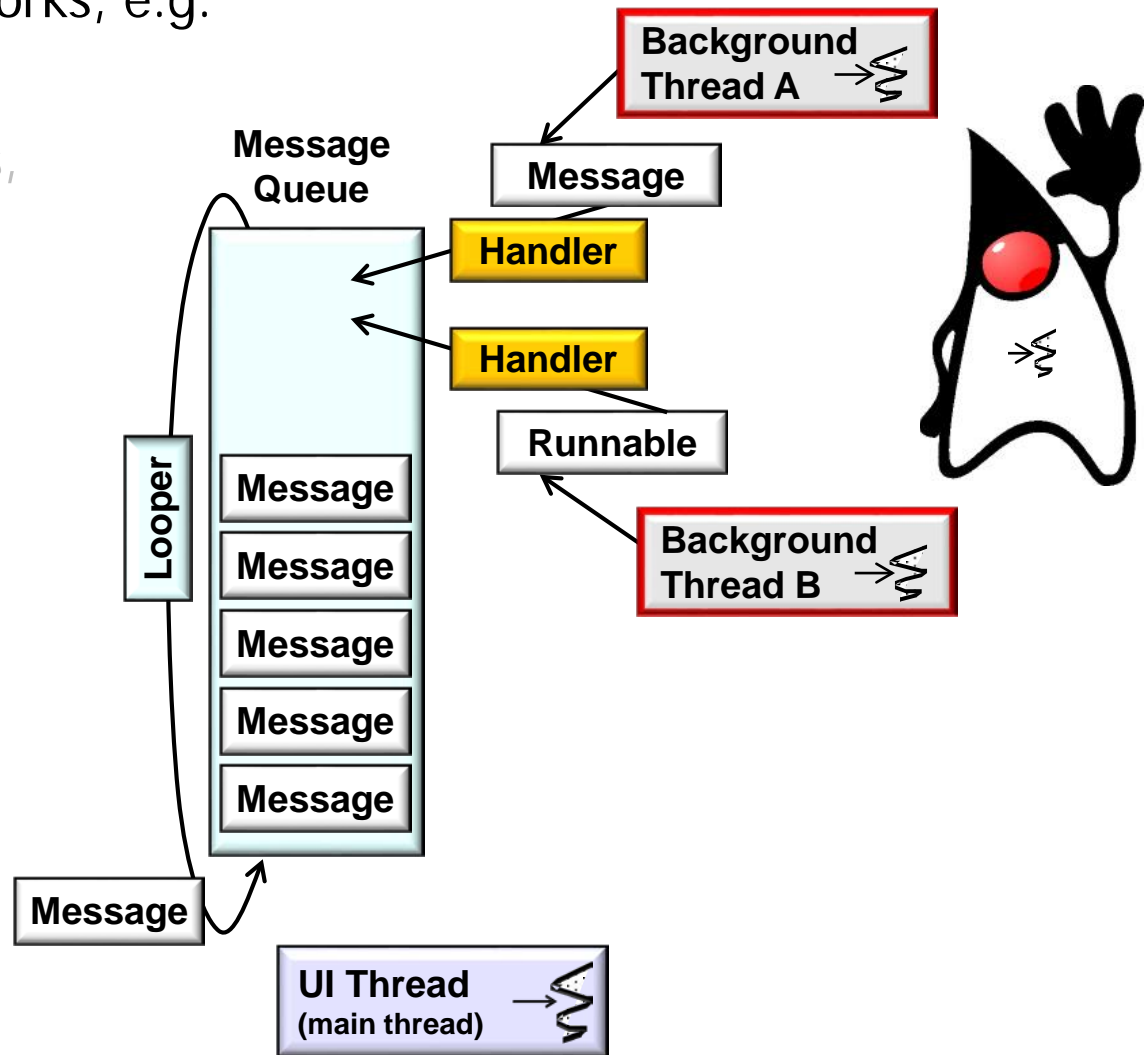 orks, e.g.
Background
Thread A
Message
Queue
Message
Handler
Handler
Runnable
Looper
Message
Message
Background
Thread B
Message
Message
Message
Message
UI Thread
(main thread)